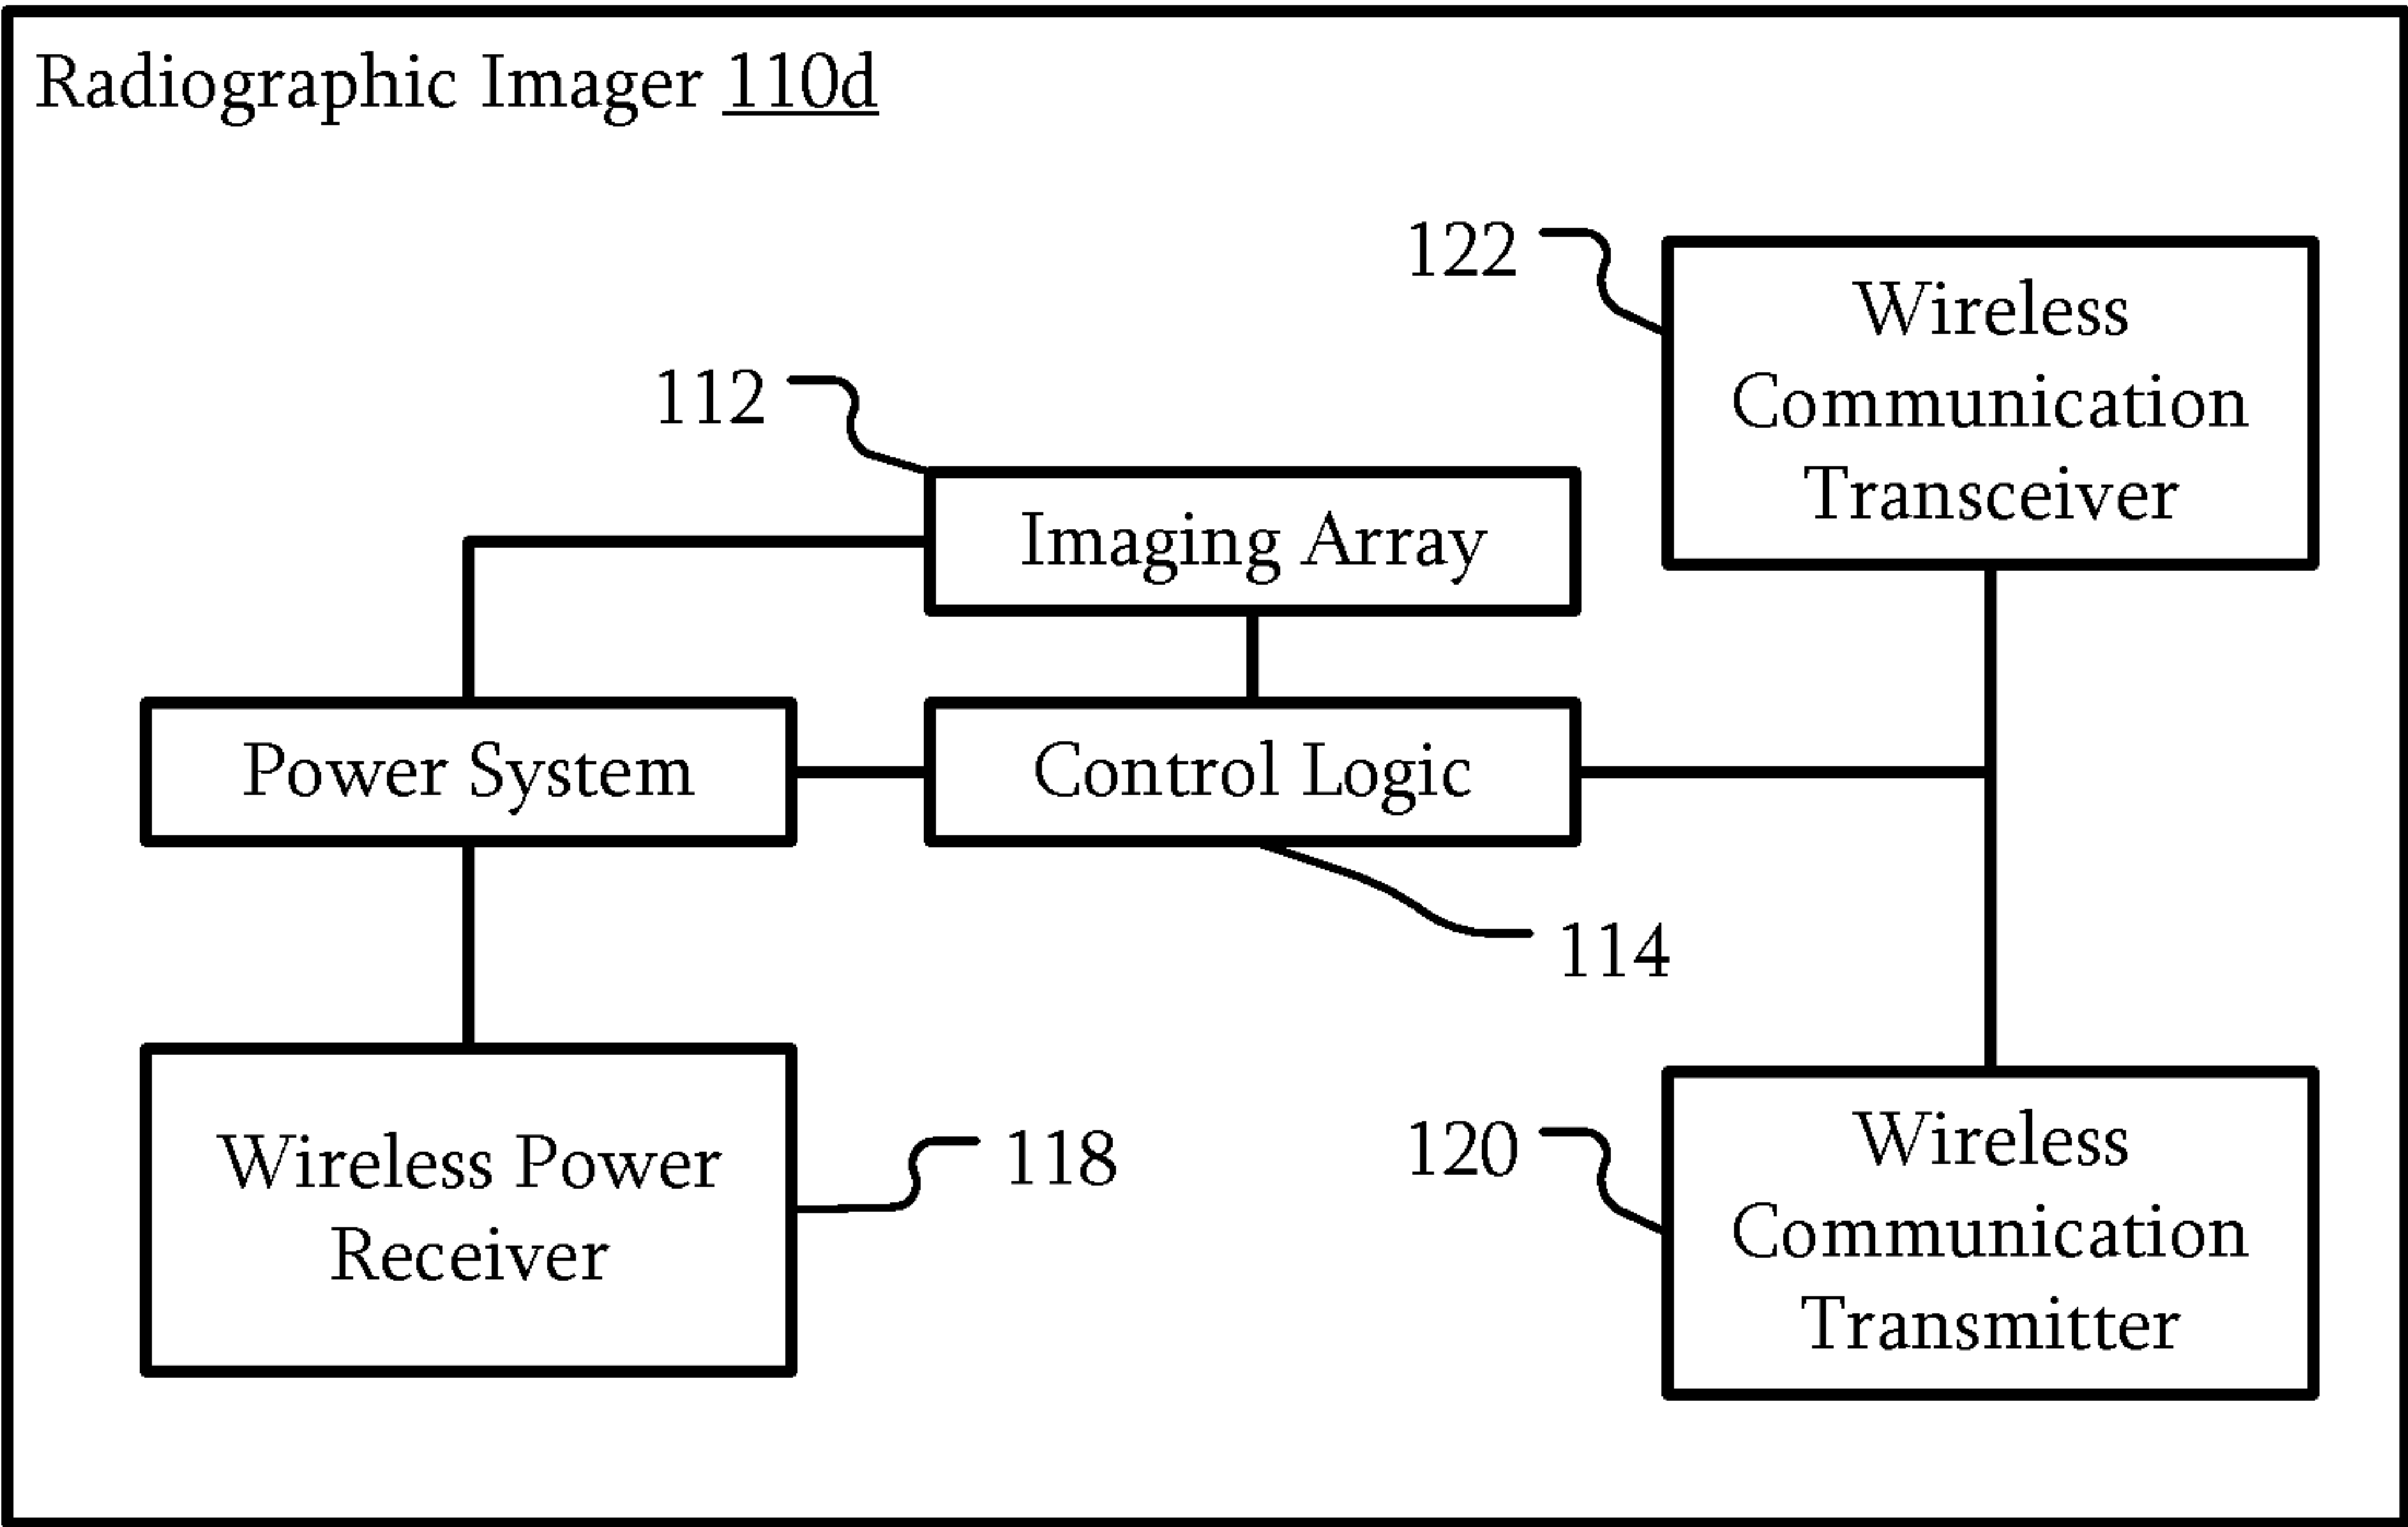 Radiographic Imager 110d
122
Wireless
Communication
Transceiver
112
Imaging Array
Power System
Control Logic
114
Wireless Power
Receiver
118
120
Wireless
Communication
Transmitter